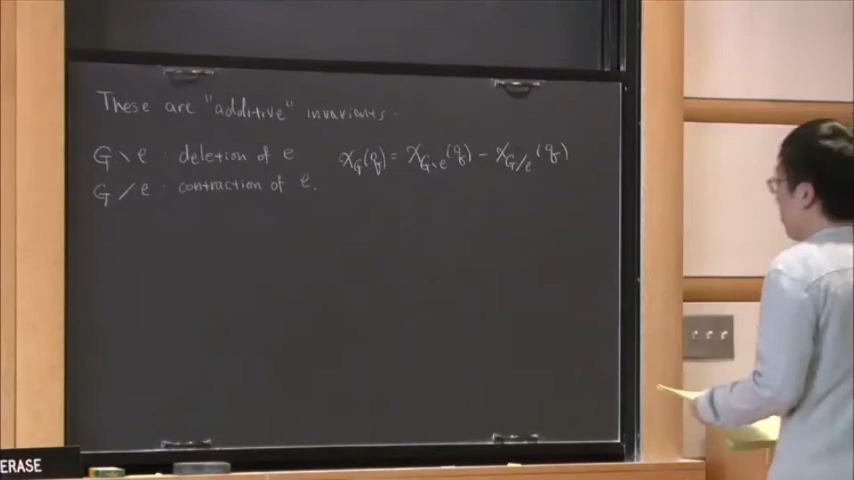 These are "additive" invariants.
G \ e : deletion of e χ_G(q) = χ_{G\e}(q) - χ_{G/e}(q)
G / e : contraction of e.
ERASE